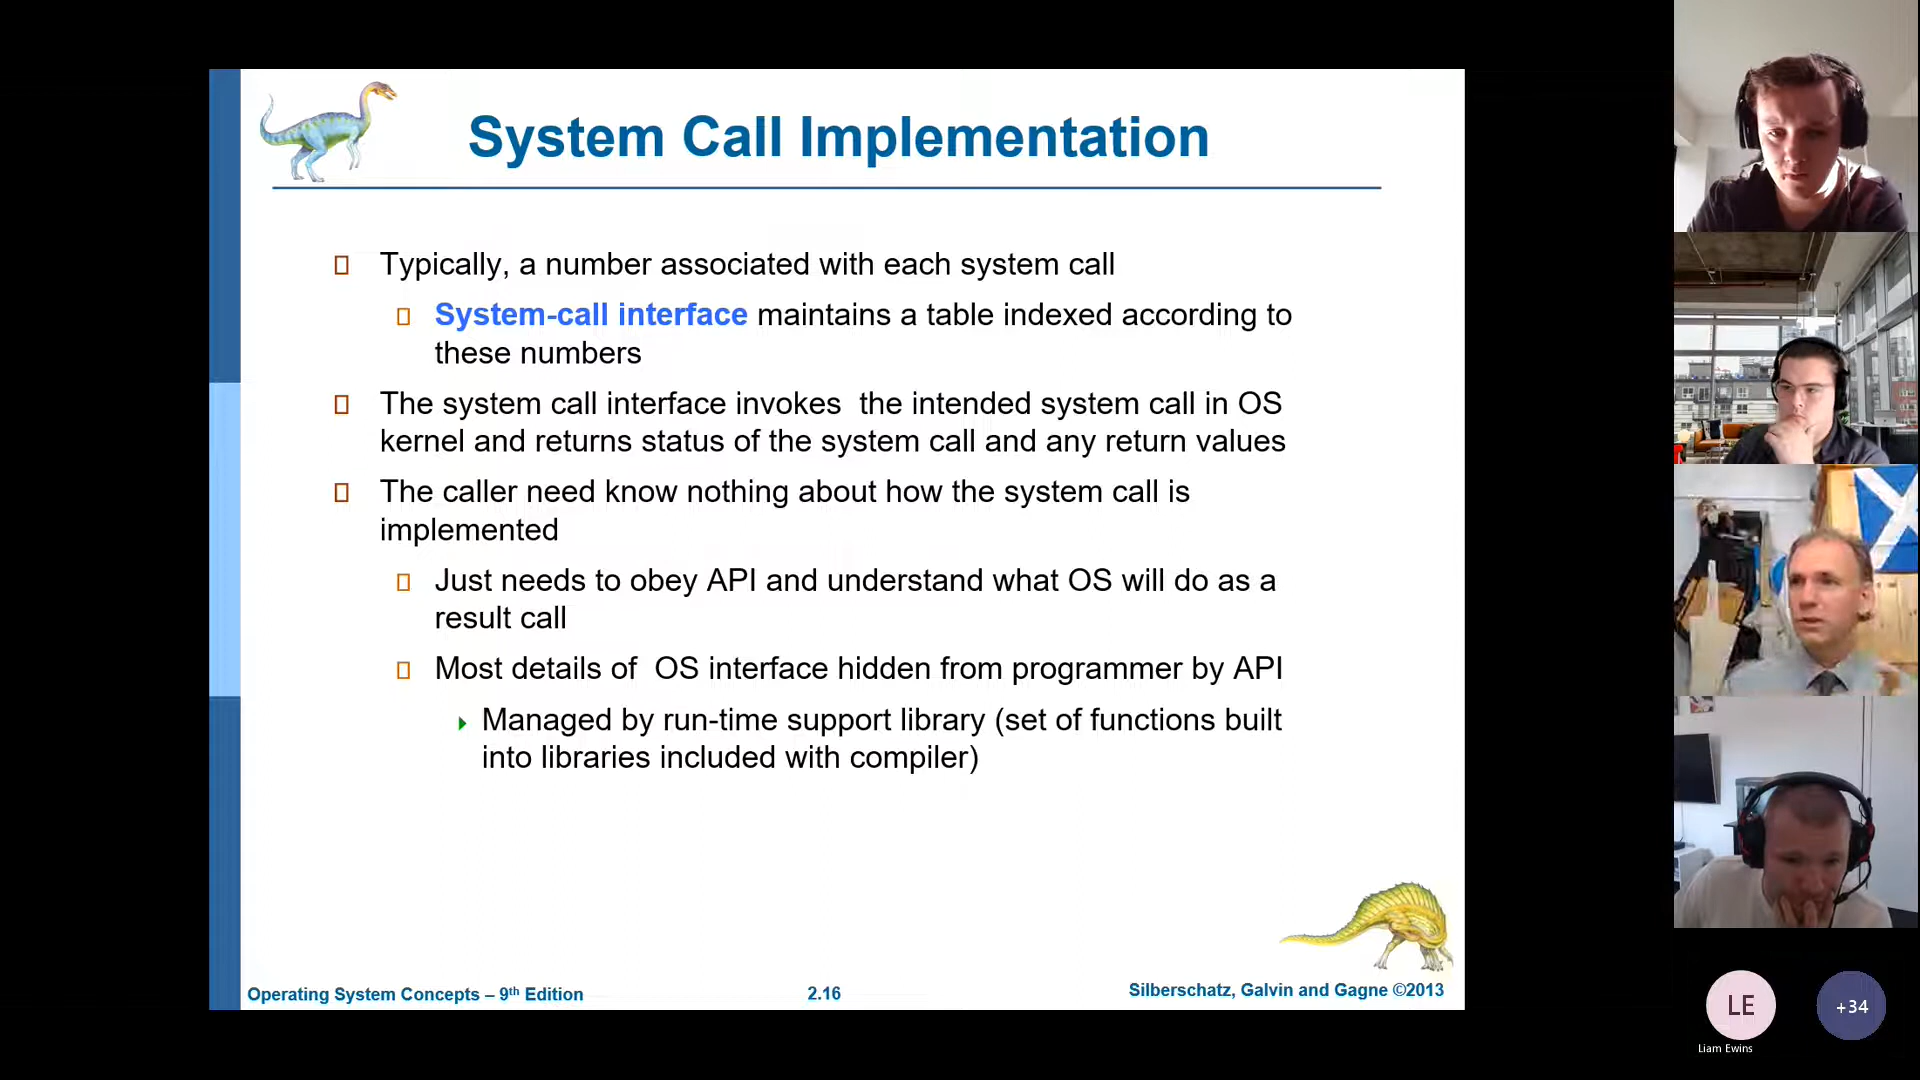 System Call Implementation
Typically, a number associated with each system call
System-call interface maintains a table indexed according to
these numbers
The system call interface invokes  the intended system call in OS
kernel and returns status of the system call and any return values
The caller need know nothing about how the system call is
implemented
Just needs to obey API and understand what OS will do as a
result call
Most details of  OS interface hidden from programmer by API
Managed by run-time support library (set of functions built
into libraries included with compiler)
Operating System Concepts – 9th Edition
2.16
Silberschatz, Galvin and Gagne ©2013
LE
+34
Liam Ewins